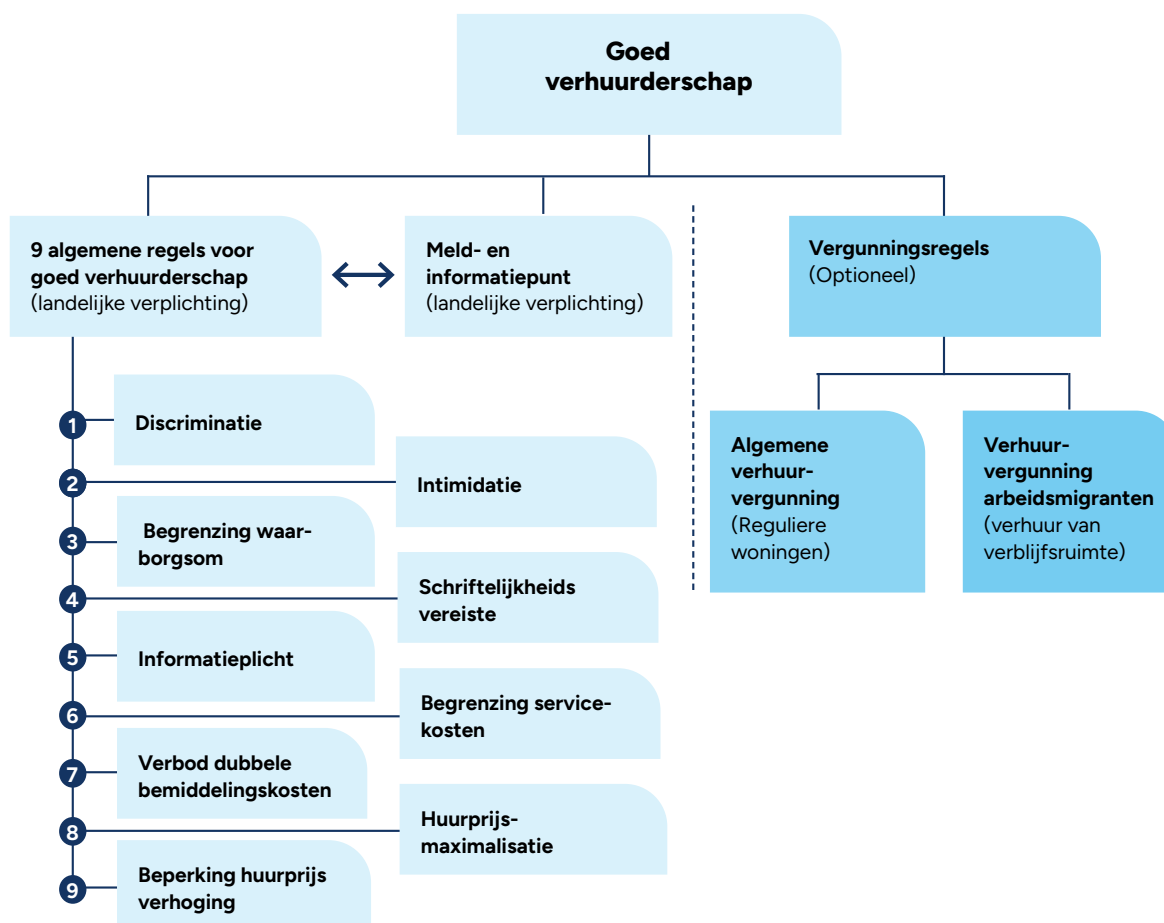 Goed
verhuurderschap
9 algemene regels voor
goed verhuurderschap
(landelijke verplichting)
Meld- en
informatiepunt
(landelijke verplichting)
Vergunningsregels
(Optioneel)
1
Discriminatie
2
Intimidatie
3
Begrenzing waar-
borgsom
4
Schriftelijkheids
vereiste
5
Informatieplicht
6
Begrenzing service-
kosten
7
Verbod dubbele
bemiddelingskosten
8
Huurprijs-
maximalisatie
9
Beperking huurprijs
verhoging
Algemene
verhuur-
vergunning
(Reguliere
woningen)
Verhuur-
vergunning
arbeidsmigranten
(verhuur van
verblijfsruimte)